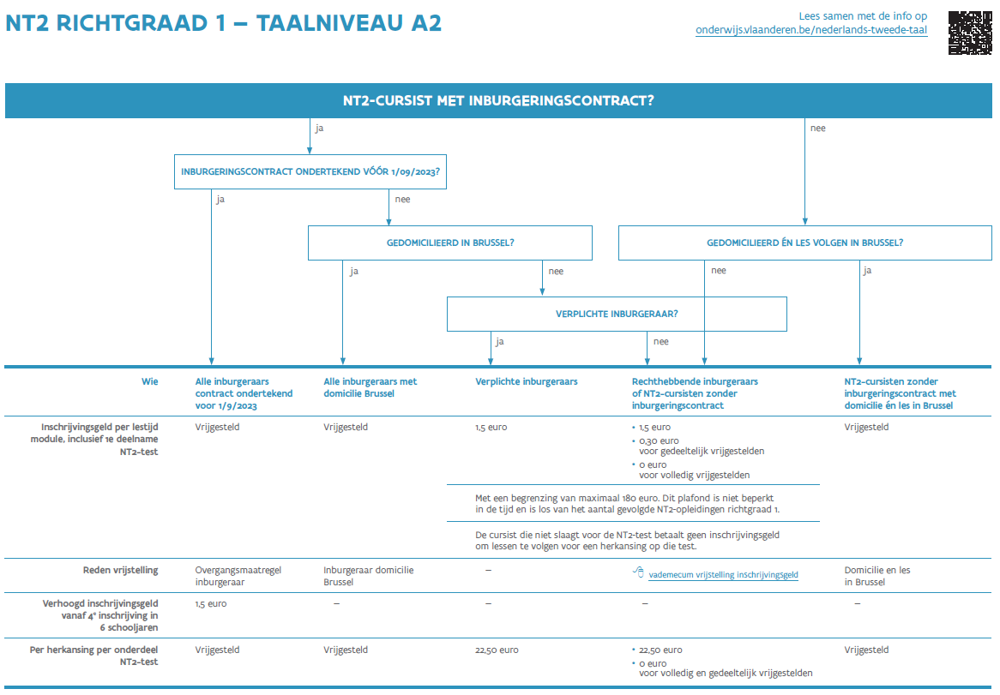 NT2 RICHTGRAAD 1 – TAALNIVEAU A2
Lees samen met de info op
onderwijs.vlaanderen.be/nederlands-tweede-taal
NT2-CURSIST MET INBURGERINGSCONTRACT?
ja
nee
INBURGERINGSCONTRACT ONDERTEKEND VÓÓR 1/09/2023?
ja
nee
GEDOMICILIEERD IN BRUSSEL?
GEDOMICILIEERD ÉN LES VOLGEN IN BRUSSEL?
ja
nee
nee
ja
VERPLICHTE INBURGERAAR?
ja
nee
Wie
Alle inburgeraars
contract ondertekend
voor 1/9/2023
Alle inburgeraars met
domicilie Brussel
Verplichte inburgeraars
Rechthebbende inburgeraars
of NT2-cursisten zonder
inburgeringscontract
NT2-cursisten zonder
inburgeringscontract met
domicilie én les in Brussel
Inschrijvingsgeld per lestijd
module, inclusief 1e deelname
NT2-test
Vrijgesteld
Vrijgesteld
1,5 euro
• 1,5 euro
• 0,30 euro
voor gedeeltelijk vrijgestelden
• 0 euro
voor volledig vrijgestelden
Vrijgesteld
Met een begrenzing van maximaal 180 euro. Dit plafond is niet beperkt
in de tijd en is los van het aantal gevolgde NT2-opleidingen richtgraad 1.
De cursist die niet slaagt voor de NT2-test betaalt geen inschrijvingsgeld
om lessen te volgen voor een herkansing op die test.
Reden vrijstelling
Overgangsmaatregel
inburgeraar
Inburgeraar domicilie
Brussel
–
vademecum vrijstelling inschrijvingsgeld
Domicilie en les
in Brussel
Verhoogd inschrijvingsgeld
vanaf 4e inschrijving in
6 schooljaren
1,5 euro
–
–
–
–
Per herkansing per onderdeel
NT2-test
Vrijgesteld
Vrijgesteld
22,50 euro
• 22,50 euro
• 0 euro
voor volledig en gedeeltelijk vrijgestelden
Vrijgesteld